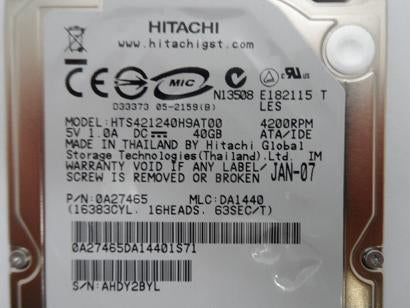 HITACHI
www.hitachigst.com
CE MIC N13508 E182115 T
D33373 05-2159(B) LES
MODEL:HTS421240H9AT00 4200RPM
5V 1.0A DC 40GB ATA/IDE
MADE IN THAILAND BY Hitachi Global
Storage Technologies(Thailand).Ltd. IM
WARRANTY VOID IF ANY LABEL/ JAN-07
SCREW IS REMOVED OR BROKEN
P/N:0A27465 MLC:DA1440
(16383CYL. 16HEADS. 63SEC/T)
0A27465DA14401S71
S/N:AHDY2BYL